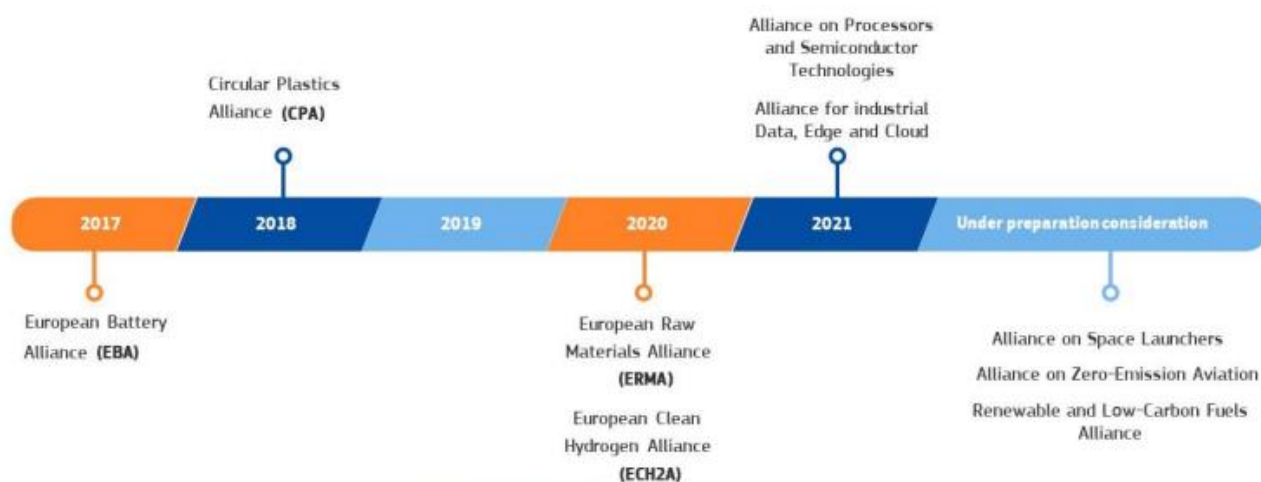 Alliance on Processors
and Semiconductor
Technologies
Alliance for industrial
Data, Edge and Cloud
Circular Plastics
Alliance (CPA)
2017
2018
2019
2020
2021
Under preparation consideration
European Battery
Alliance (EBA)
European Raw
Materials Alliance
(ERMA)
European Clean
Hydrogen Alliance
(ECH2A)
Alliance on Space Launchers
Alliance on Zero-Emission Aviation
Renewable and Low-Carbon Fuels
Alliance